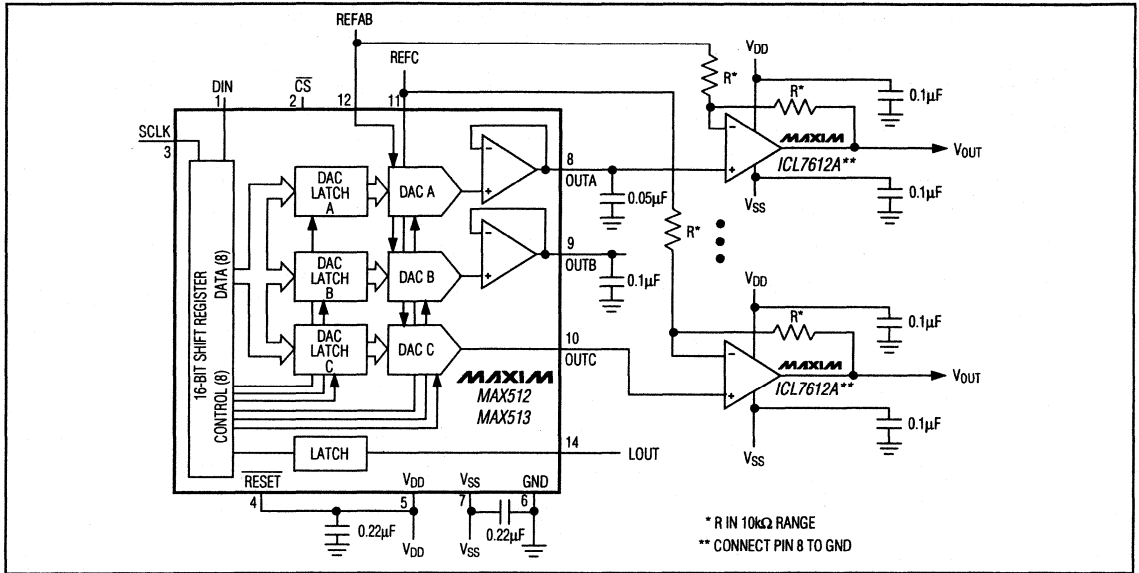 REFAB
REFC
DIN
CS
1
2
12
11
SCLK
3
16-BIT SHIFT REGISTER
DATA (8)
CONTROL (8)
DAC
LATCH
A
DAC A
DAC
LATCH
B
DAC B
DAC
LATCH
C
DAC C
LATCH
−
+
8
OUTA
0.05µF
−
+
9
OUTB
0.1µF
10
OUTC
MAXIM
MAX512
MAX513
14
LOUT
RESET
4
VDD
5
VSS
7
GND
6
0.22µF
VDD
VSS
0.22µF
R*
R*
VDD
0.1µF
−
+
MAXIM
ICL7612A**
VOUT
VSS
0.1µF
R*
VDD
R*
0.1µF
−
+
MAXIM
ICL7612A**
VOUT
VSS
0.1µF
* R IN 10kΩ RANGE
** CONNECT PIN 8 TO GND